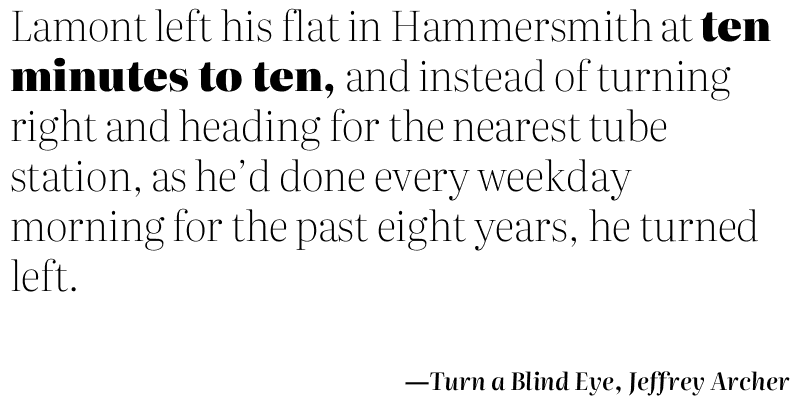 Lamont left his flat in Hammersmith at ten
minutes to ten, and instead of turning
right and heading for the nearest tube
station, as he’d done every weekday
morning for the past eight years, he turned
left.
—Turn a Blind Eye, Jeffrey Archer